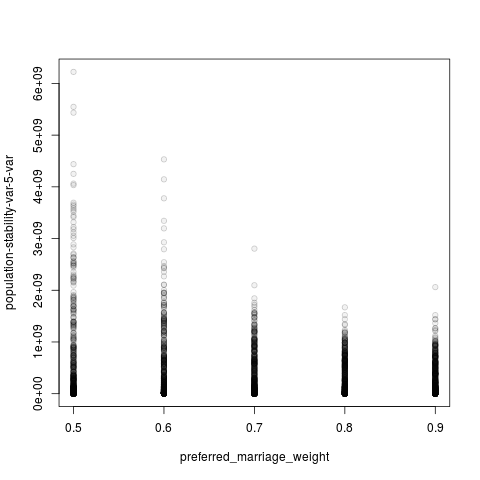 population-stability-var-5-var
6e+09
5e+09
4e+09
3e+09
2e+09
1e+09
0e+00
0.5 0.6 0.7 0.8 0.9
preferred_marriage_weight